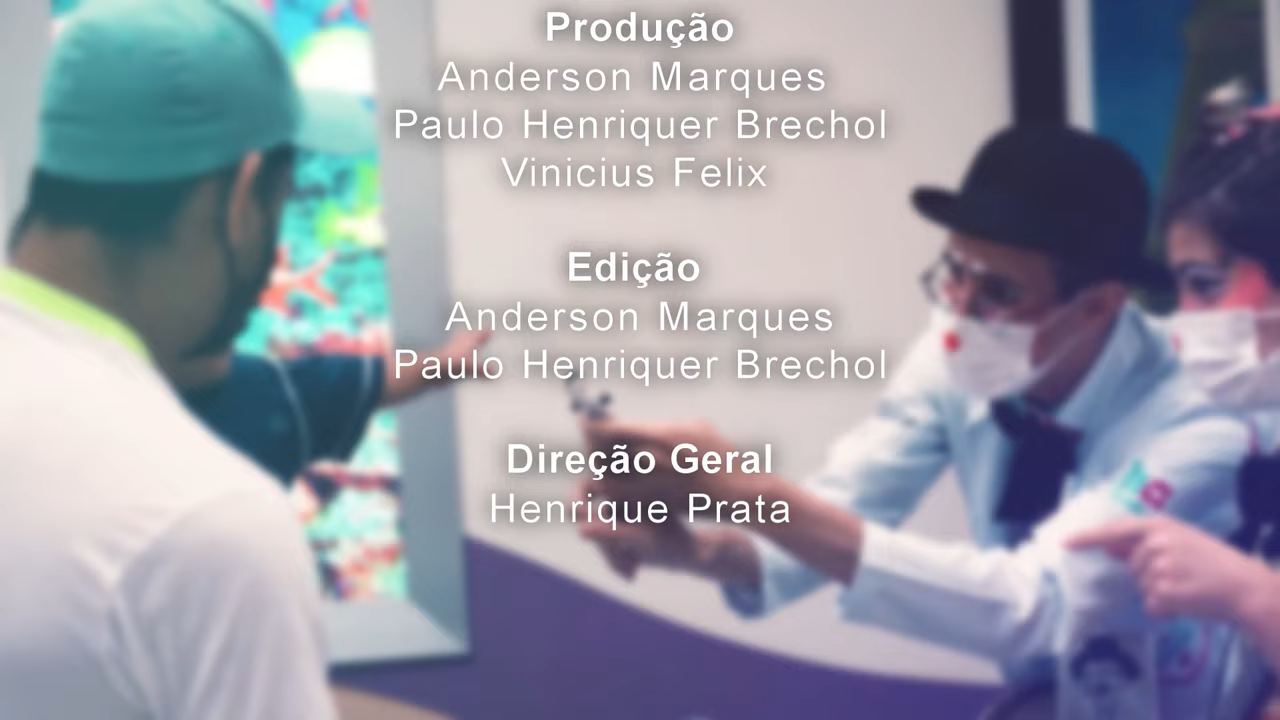 Produção
Anderson Marques
Paulo Henriquer Brechol
Vinicius Felix
Edição
Anderson Marques
Paulo Henriquer Brechol
Direção Geral
Henrique Prata